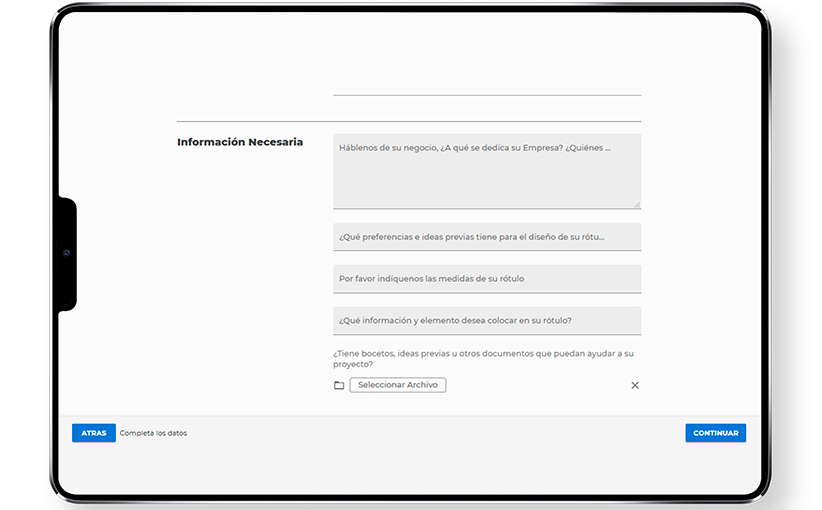 Información Necesaria
Háblenos de su negocio, ¿A qué se dedica su Empresa? ¿Quiénes ...
¿Qué preferencias e ideas previas tiene para el diseño de su rótu...
Por favor indíquenos las medidas de su rótulo
¿Qué información y elemento desea colocar en su rótulo?
¿Tiene bocetos, ideas previas u otros documentos que puedan ayudar a su
proyecto?
Seleccionar Archivo
ATRAS Completa los datos CONTINUAR